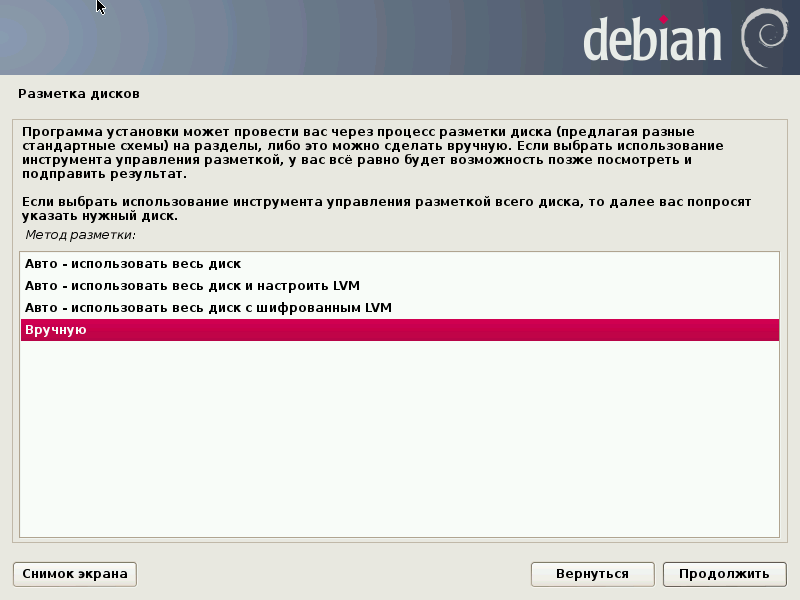 debian
Разметка дисков
Программа установки может провести вас через процесс разметки диска (предлагая разные
стандартные схемы) на разделы, либо это можно сделать вручную. Если выбрать использование
инструмента управления разметкой, у вас всё равно будет возможность позже посмотреть и
подправить результат.
Если выбрать использование инструмента управления разметкой всего диска, то далее вас попросят
указать нужный диск.
Метод разметки:
Авто - использовать весь диск
Авто - использовать весь диск и настроить LVM
Авто - использовать весь диск с шифрованным LVM
Вручную
Снимок экрана
Вернуться
Продолжить